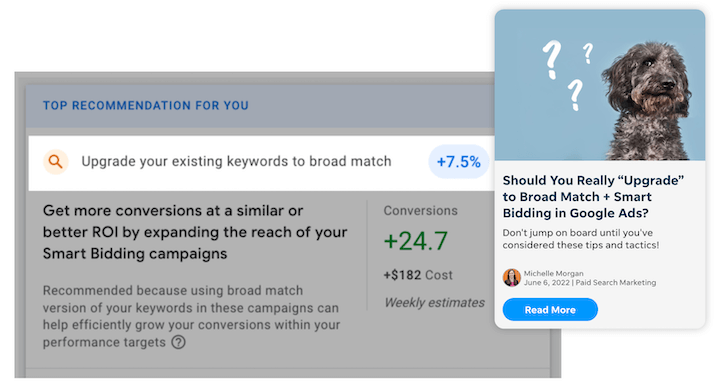 TOP RECOMMENDATION FOR YOU
Upgrade your existing keywords to broad match
+7.5%
Get more conversions at a similar or
better ROI by expanding the reach of your
Smart Bidding campaigns
Recommended because using broad match
version of your keywords in these campaigns can
help efficiently grow your conversions within your
performance targets ?
Conversions
+24.7
+$182 Cost
Weekly estimates
? ? ?
Should You Really “Upgrade”
to Broad Match + Smart
Bidding in Google Ads?
Don’t jump on board until you’ve
considered these tips and tactics!
Michelle Morgan
June 6, 2022 | Paid Search Marketing
Read More